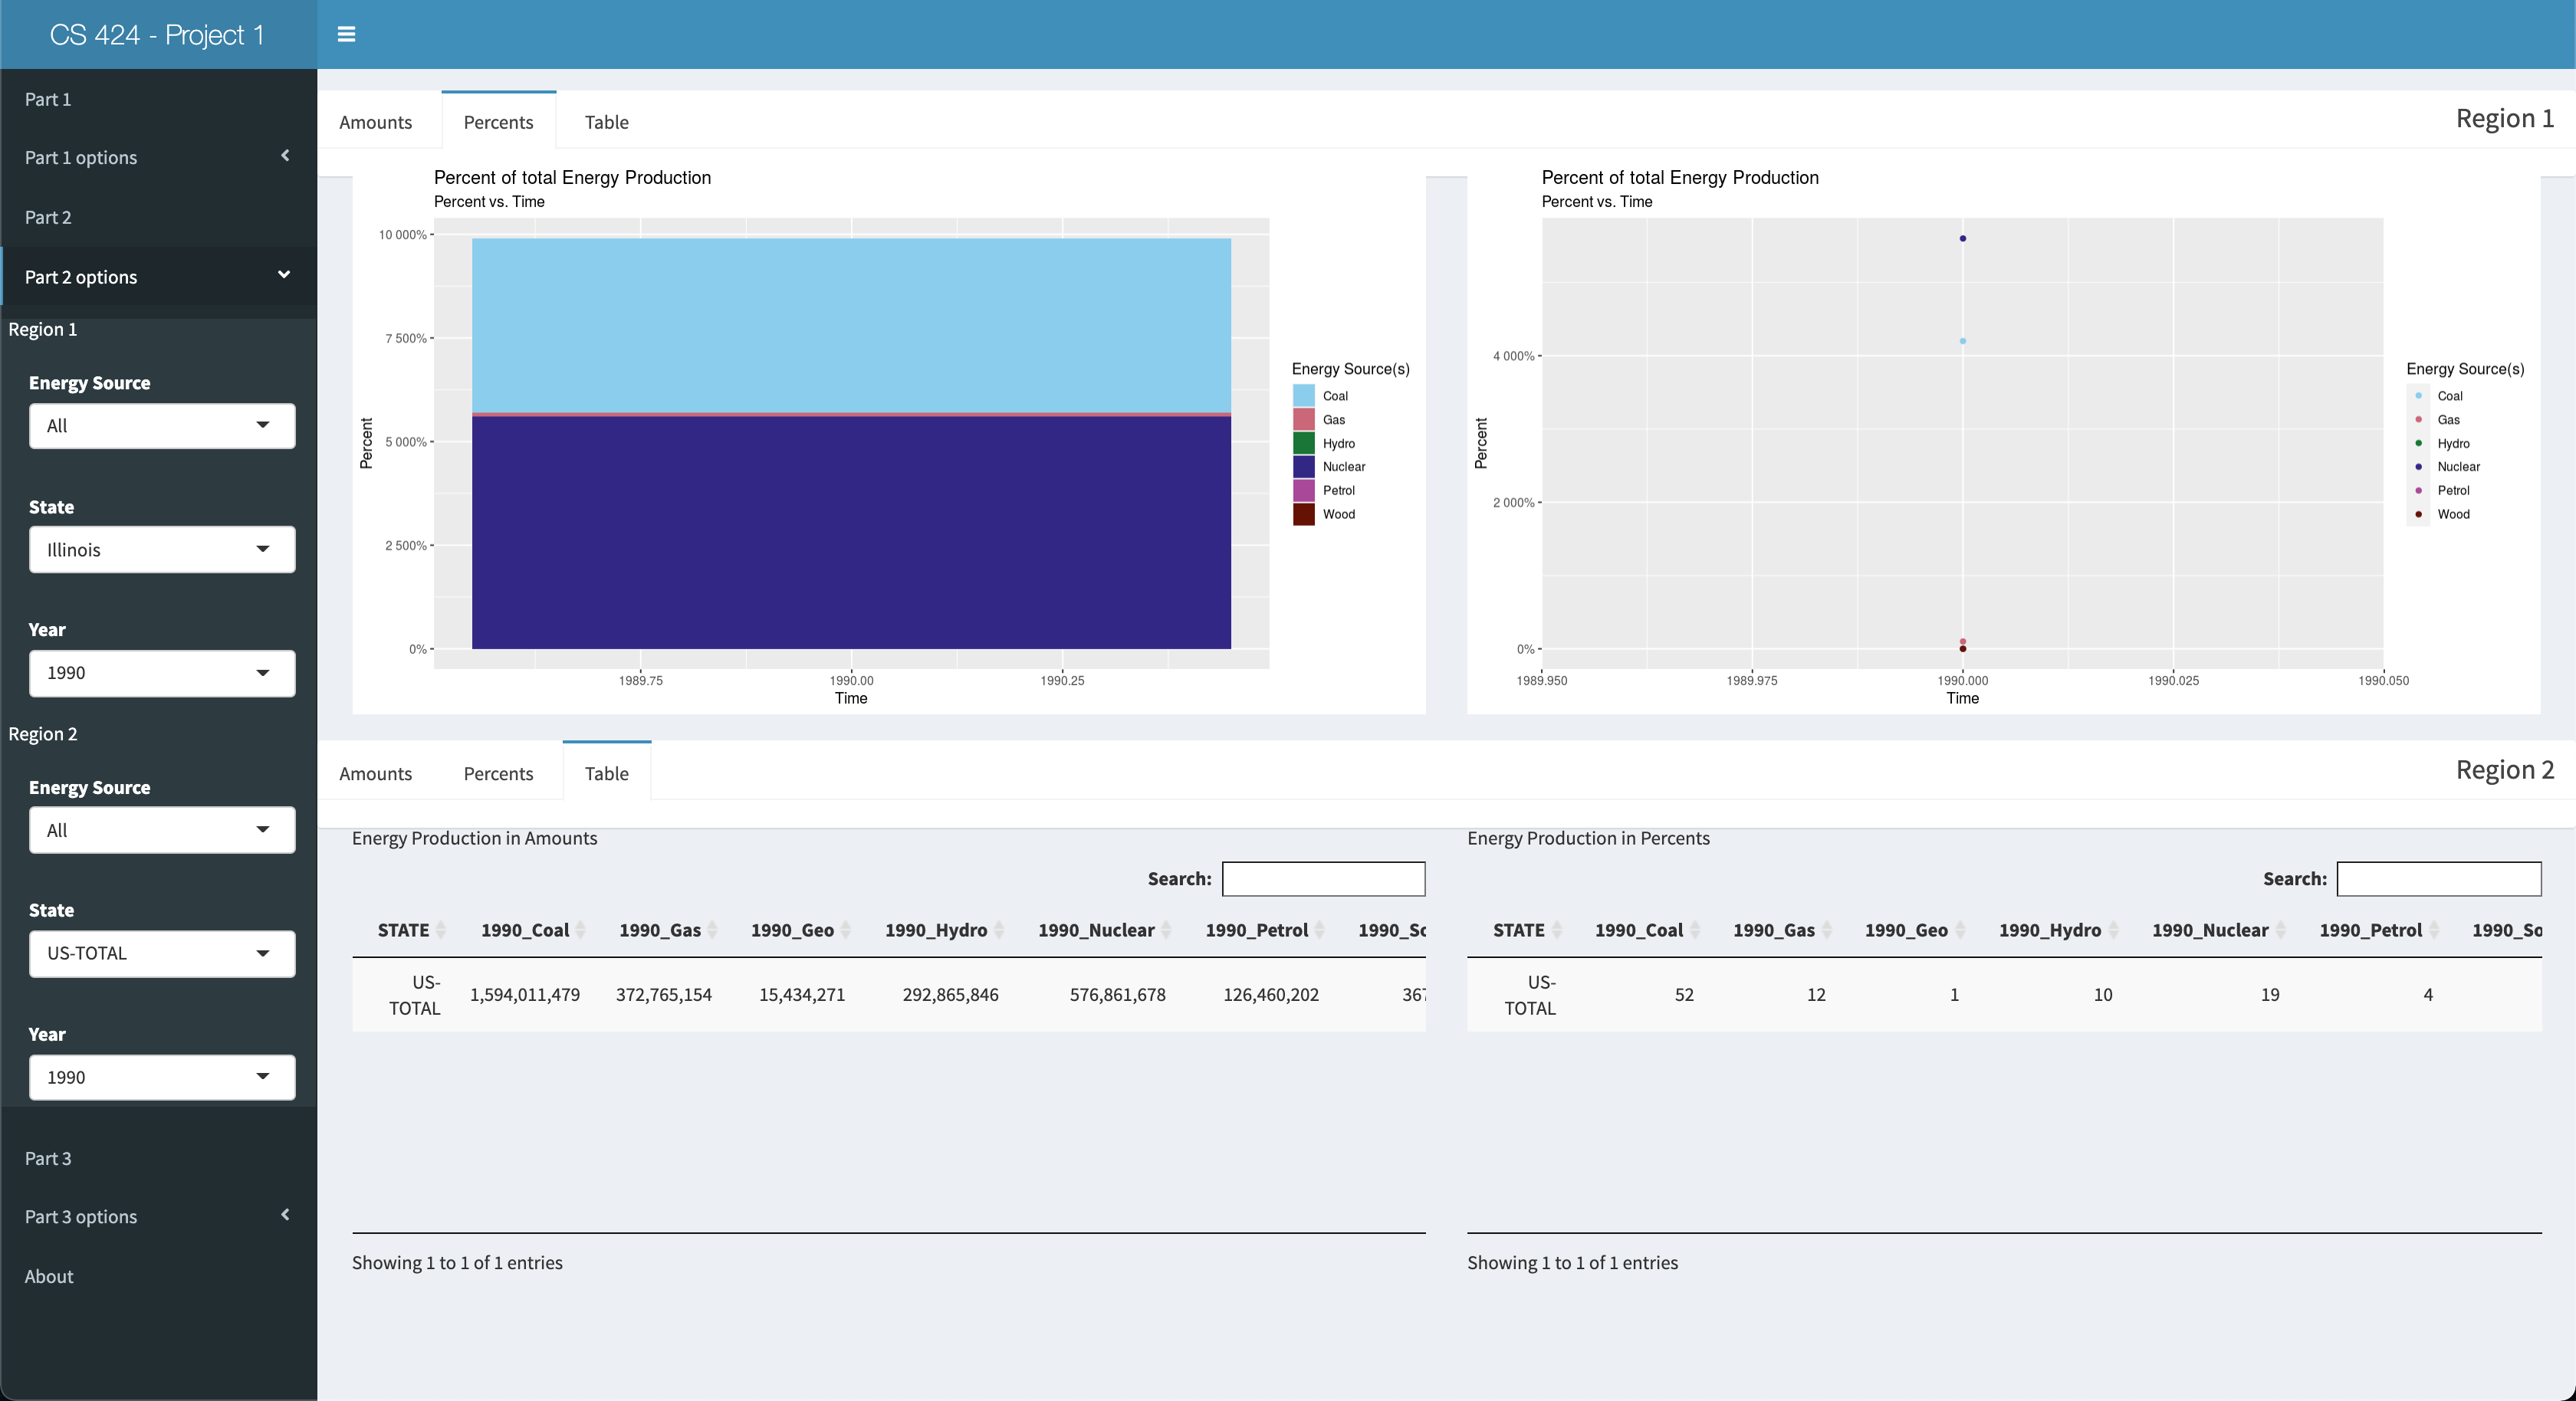 CS 424 - Project 1
Part 1
Part 1 options
Part 2
Part 2 options
Region 1
Energy Source
All
State
Illinois
Year
1990
Region 2
Energy Source
All
State
US-TOTAL
Year
1990
Part 3
Part 3 options
About
Amounts Percents Table Region 1
Percent of total Energy Production
Percent vs. Time
10 000%
7 500%
5 000%
2 500%
0%
Percent
1989.75 1990.00 1990.25
Time
Energy Source(s)
Coal
Gas
Hydro
Nuclear
Petrol
Wood
Percent of total Energy Production
Percent vs. Time
4 000%
2 000%
0%
Percent
1989.950 1989.975 1990.000 1990.025 1990.050
Time
Energy Source(s)
Coal
Gas
Hydro
Nuclear
Petrol
Wood
Amounts Percents Table Region 2
Energy Production in Amounts
Search:
STATE 1990_Coal 1990_Gas 1990_Geo 1990_Hydro 1990_Nuclear 1990_Petrol 1990_So
US-
TOTAL 1,594,011,479 372,765,154 15,434,271 292,865,846 576,861,678 126,460,202 367
Showing 1 to 1 of 1 entries
Energy Production in Percents
Search:
STATE 1990_Coal 1990_Gas 1990_Geo 1990_Hydro 1990_Nuclear 1990_Petrol 1990_So
US-
TOTAL 52 12 1 10 19 4
Showing 1 to 1 of 1 entries